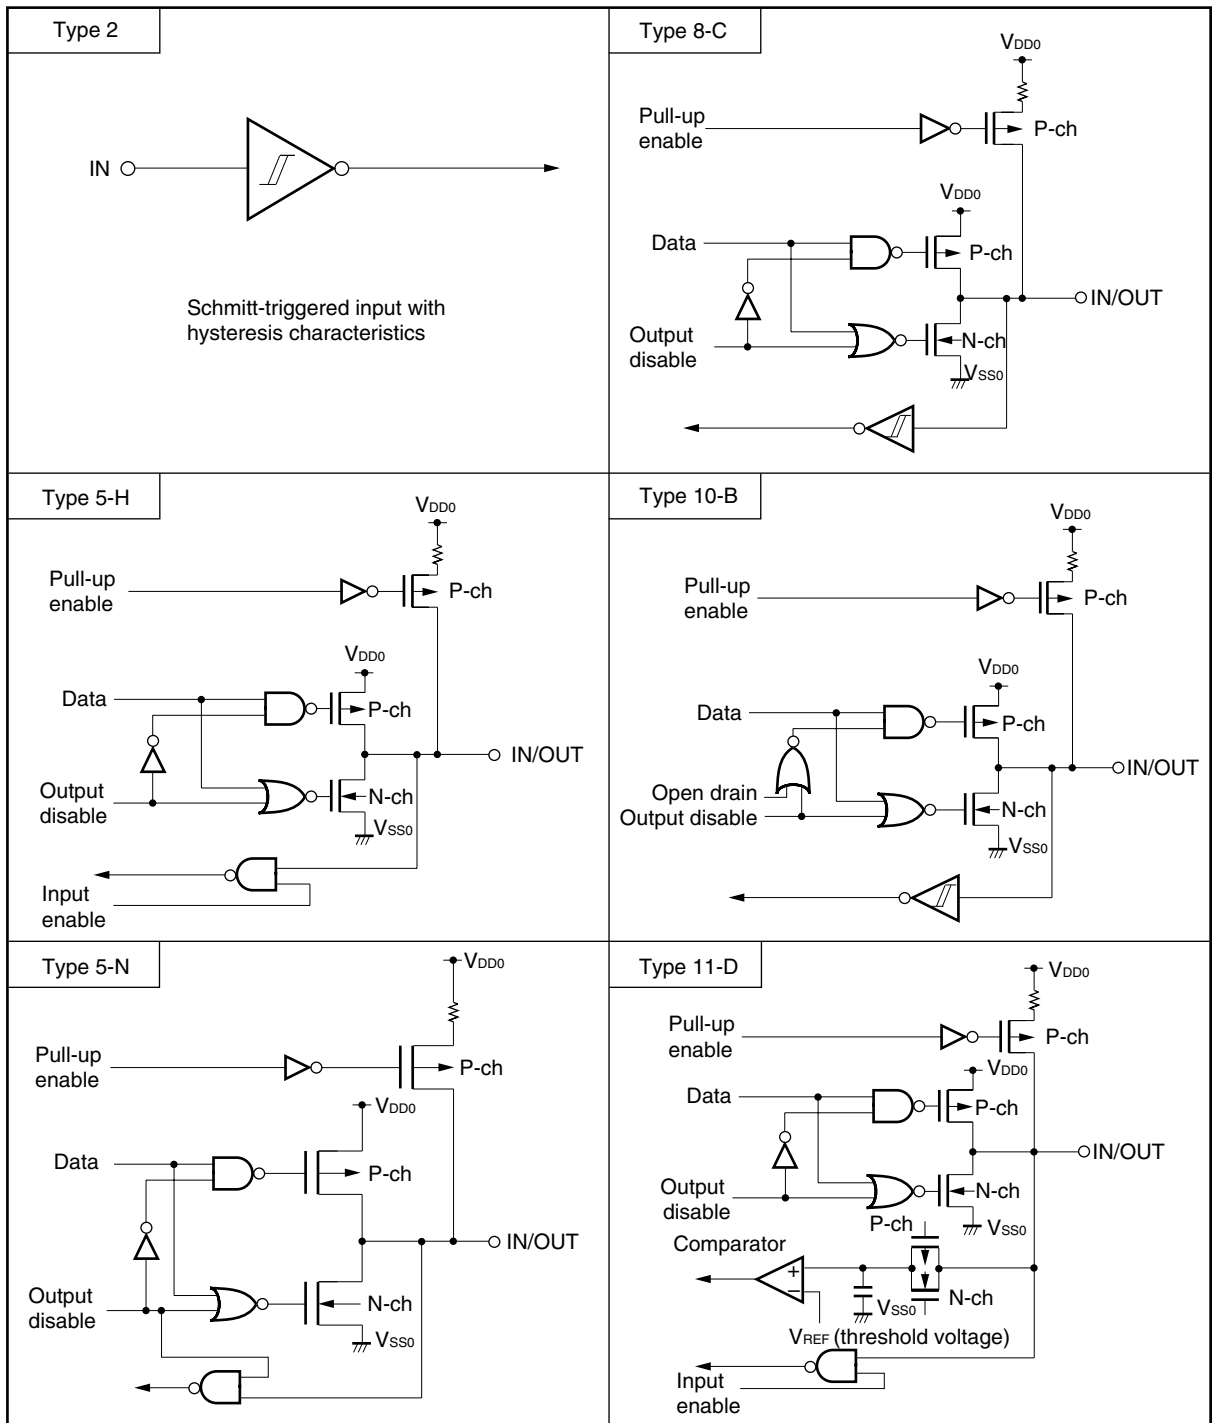 Type 2
IN
Schmitt-triggered input with
hysteresis characteristics
Type 8-C
VDD0
Pull-up
enable
P-ch
VDD0
Data
P-ch
IN/OUT
Output
disable
N-ch
VSS0
Type 5-H
VDD0
Pull-up
enable
P-ch
VDD0
Data
P-ch
IN/OUT
Output
disable
N-ch
VSS0
Input
enable
Type 10-B
VDD0
Pull-up
enable
P-ch
VDD0
Data
P-ch
IN/OUT
Open drain
Output disable
N-ch
VSS0
Type 5-N
VDD0
Pull-up
enable
P-ch
VDD0
Data
P-ch
IN/OUT
Output
disable
N-ch
VSS0
Type 11-D
VDD0
Pull-up
enable
P-ch
VDD0
Data
P-ch
IN/OUT
Output
disable
N-ch
P-ch
VSS0
Comparator
+
−
VSS0
N-ch
VREF (threshold voltage)
Input
enable